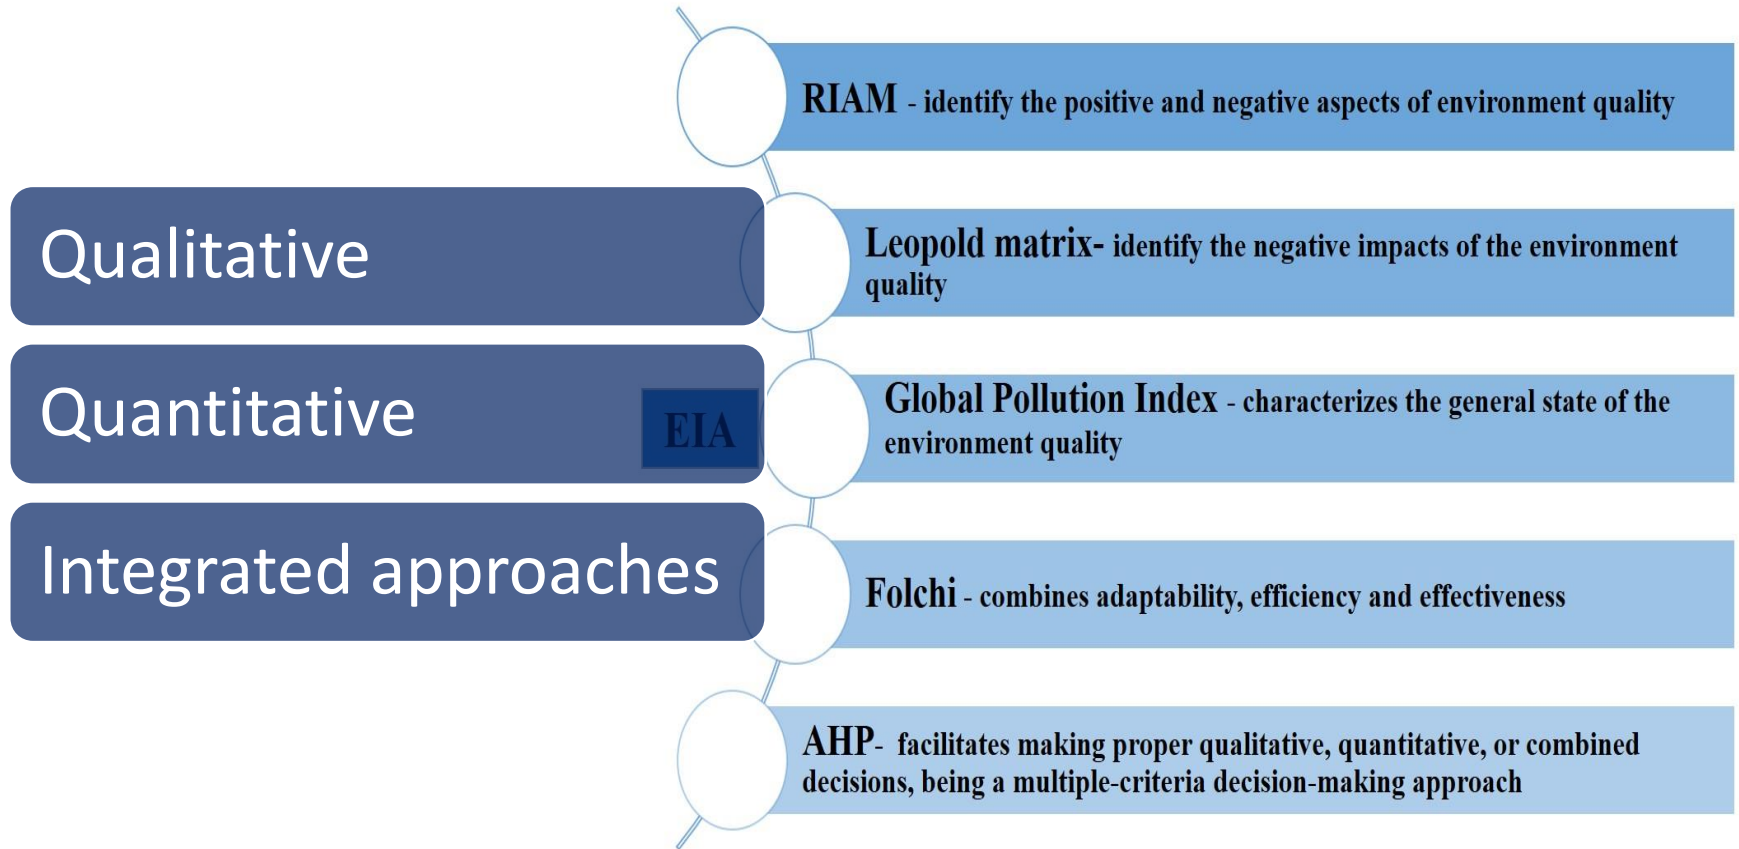 Qualitative
Quantitative
Integrated approaches
EIA
RIAM - identify the positive and negative aspects of environment quality
Leopold matrix- identify the negative impacts of the environment
quality
Global Pollution Index - characterizes the general state of the
environment quality
Folchi - combines adaptability, efficiency and effectiveness
AHP- facilitates making proper qualitative, quantitative, or combined
decisions, being a multiple-criteria decision-making approach